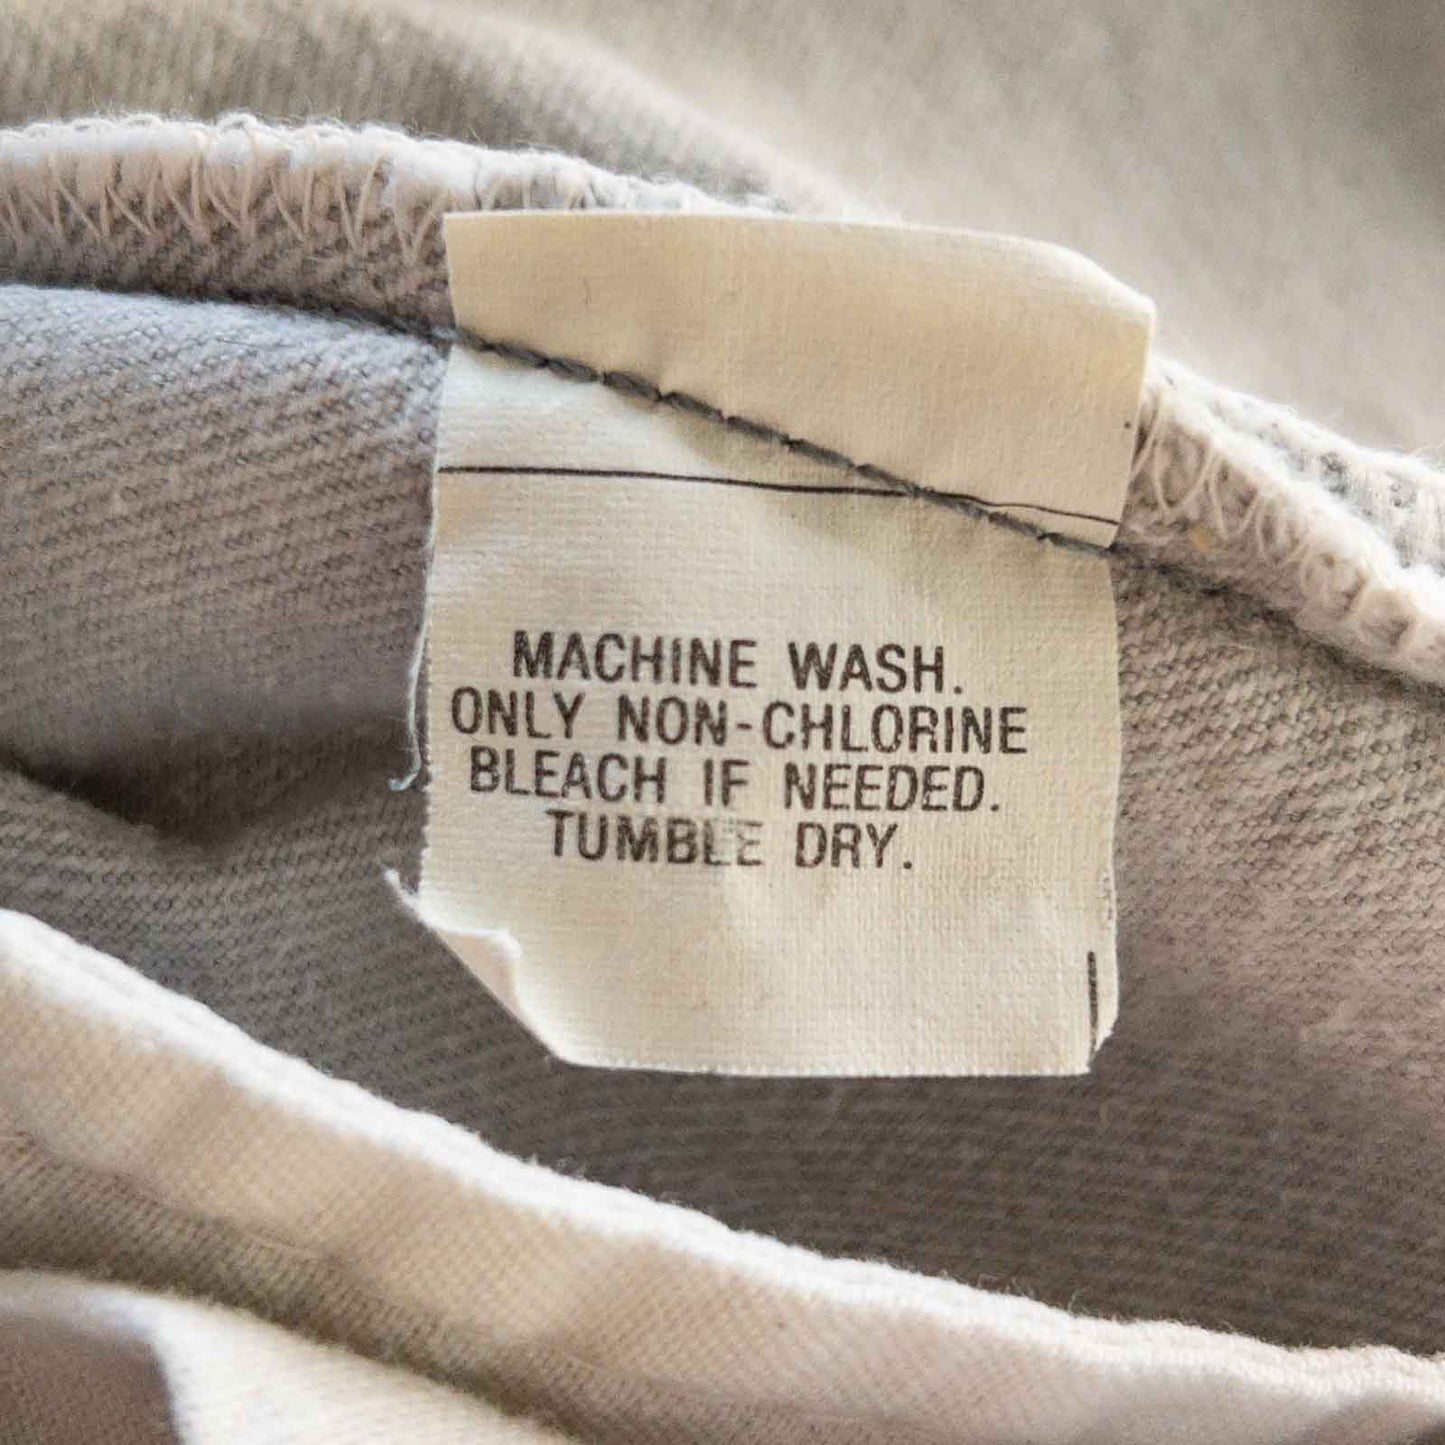 MACHINE WASH.
ONLY NON-CHLORINE
BLEACH IF NEEDED.
TUMBLE DRY.